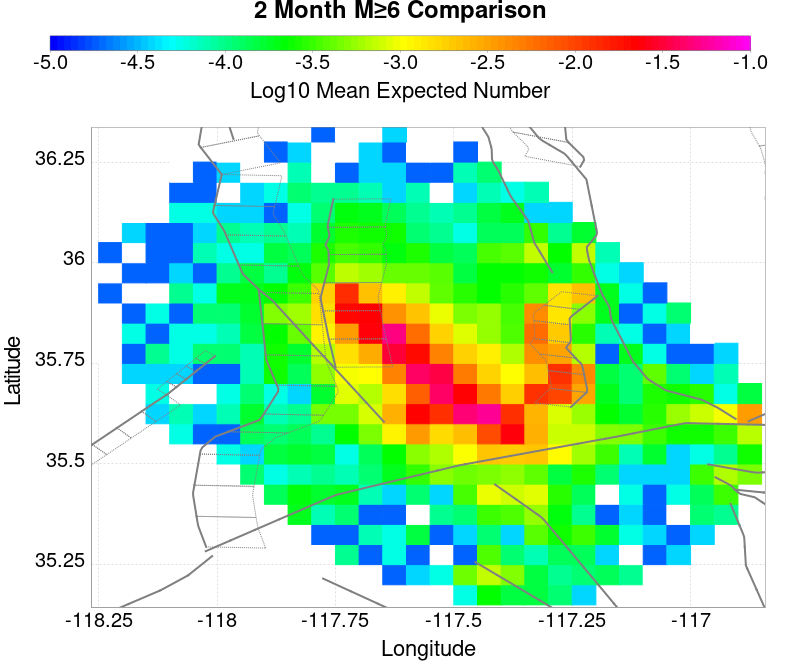 2 Month M≥6 Comparison
-5.0 -4.5 -4.0 -3.5 -3.0 -2.5 -2.0 -1.5 -1.0
Log10 Mean Expected Number
36.25
36
35.75
35.5
35.25
Latitude
-118.25 -118 -117.75 -117.5 -117.25 -117
Longitude